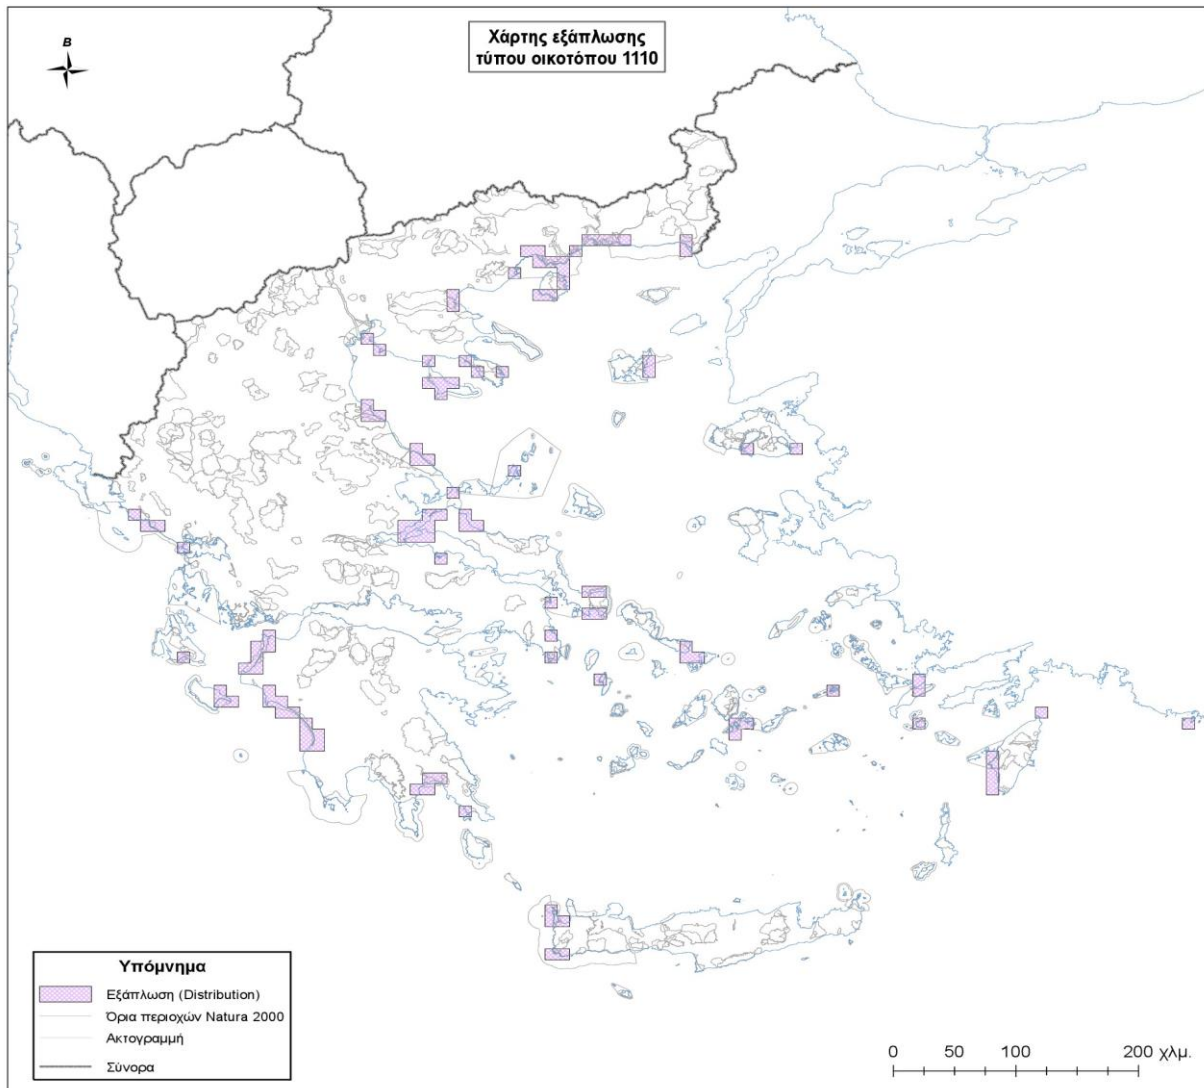 Χάρτης εξάπλωσης
τύπου οικοτόπου 1110
B
Υπόμνημα
Εξάπλωση (Distribution)
Όρια περιοχών Natura 2000
Ακτογραμμή
Σύνορα
0 50 100 200 χλμ.